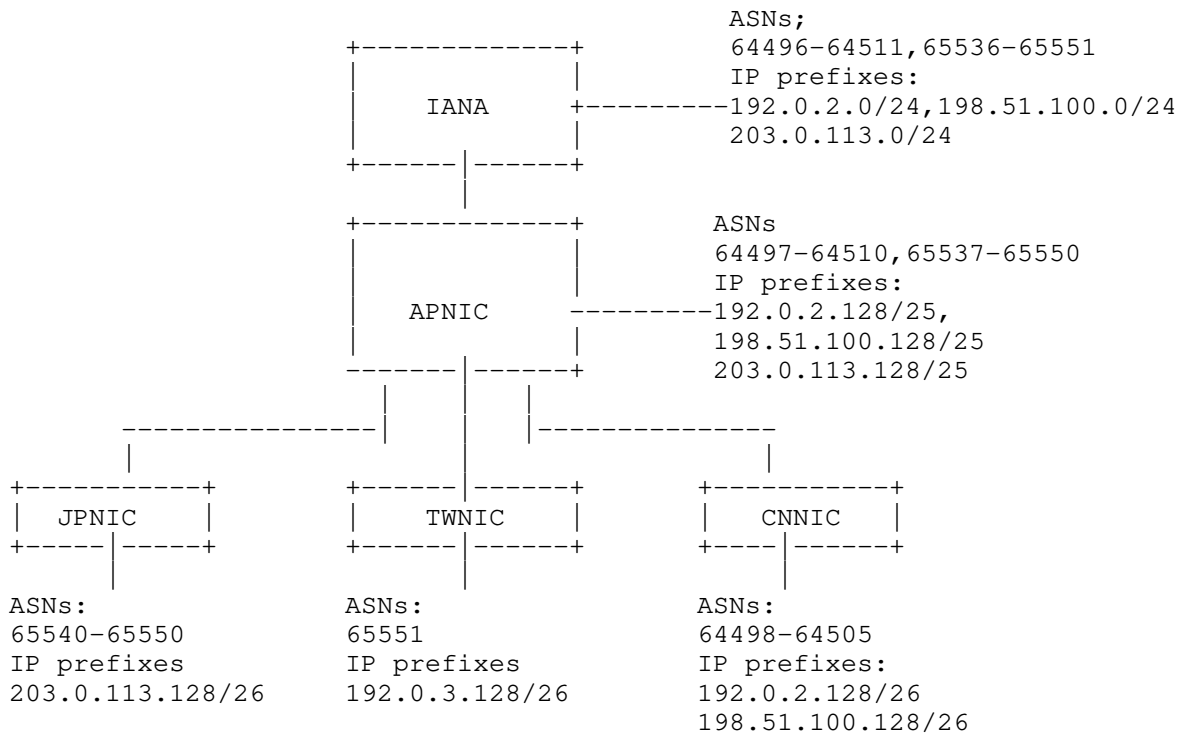 ASNs;
64496-64511,65536-65551
IP prefixes:
IANA
192.0.2.0/24,198.51.100.0/24
203.0.113.0/24
ASNs
64497-64510,65537-65550
IP prefixes:
APNIC
192.0.2.128/25,
198.51.100.128/25
203.0.113.128/25
JPNIC
TWNIC
CNNIC
ASNs:
65540-65550
IP prefixes
203.0.113.128/26
ASNs:
65551
IP prefixes
192.0.3.128/26
ASNs:
64498-64505
IP prefixes:
192.0.2.128/26
198.51.100.128/26